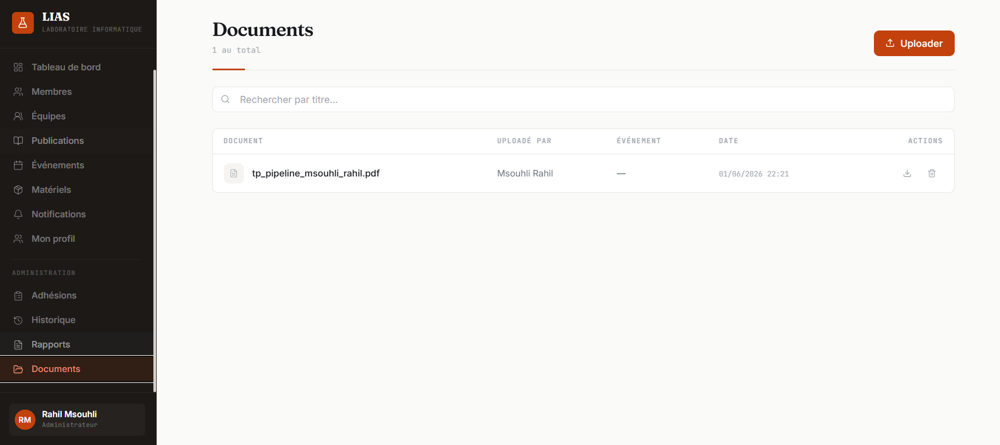 LIAS
LABORATOIRE INFORMATIQUE
Tableau de bord
Membres
Équipes
Publications
Événements
Matériels
Notifications
Mon profil
ADMINISTRATION
Adhésions
Historique
Rapports
Documents
RM
Rahil Msouhli
Administrateur
Documents
1 au total
Uploader
Rechercher par titre...
DOCUMENT UPLOADÉ PAR ÉVÉNEMENT DATE ACTIONS
tp_pipeline_msouhli_rahil.pdf Msouhli Rahil — 01/06/2026 22:21